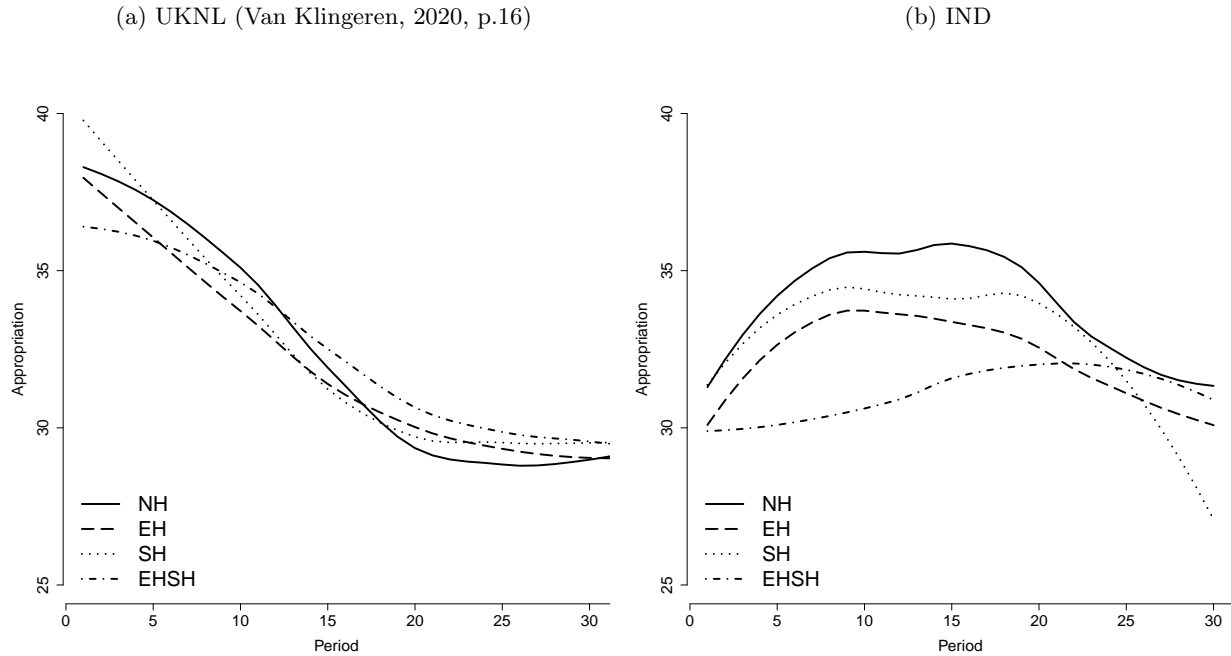 (a) UKNL (Van Klingeren, 2020, p.16)
40
35
30
25
Appropriation
NH
EH
SH
EHSH
0 5 10 15 20 25 30
Period
(b) IND
40
35
30
25
Appropriation
NH
EH
SH
EHSH
0 5 10 15 20 25 30
Period